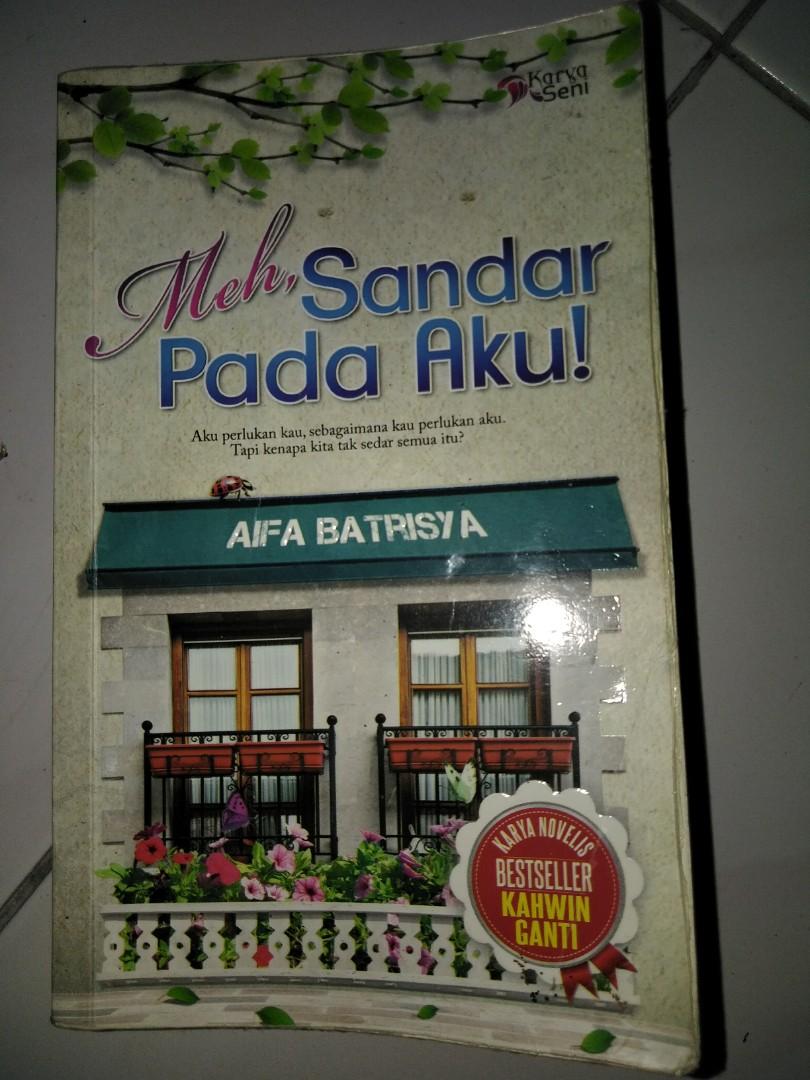 Karya
Seni
Meh, Sandar
Pada Aku!
Aku perlukan kau, sebagaimana kau perlukan aku.
Tapi kenapa kita tak sedar semua itu?
AIFA BATRISYA
KARYA NOVELIS
BESTSELLER
KAHWIN
GANTI